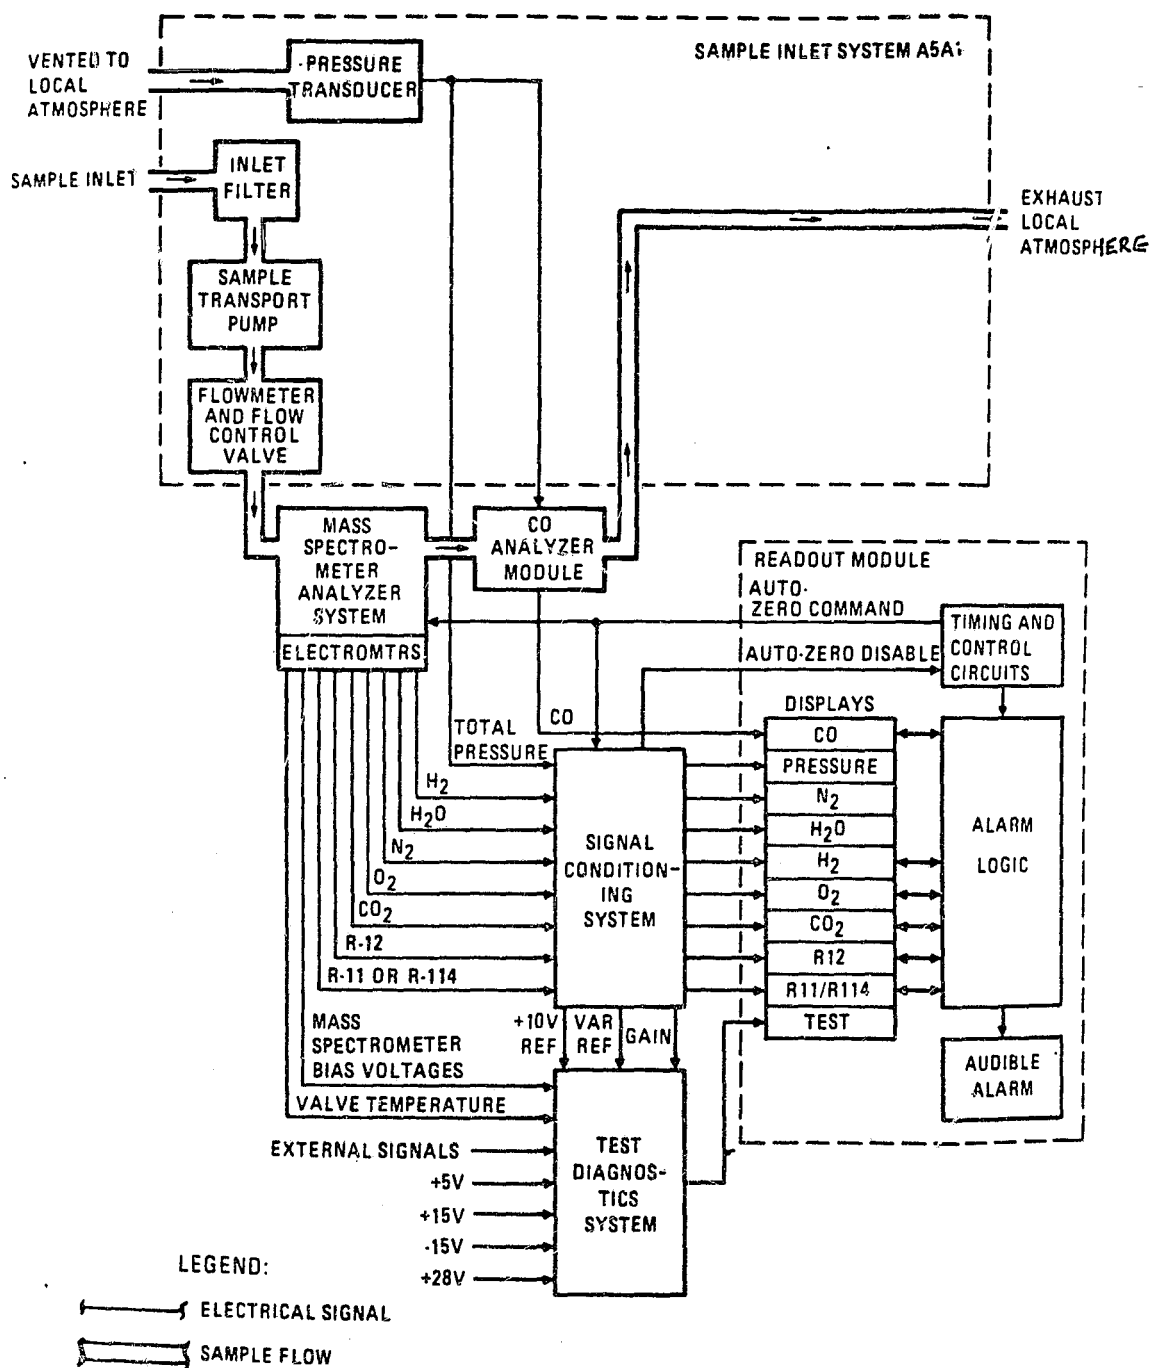 SAMPLE INLET SYSTEM A5A1
VENTED TO
LOCAL
ATMOSPHERE
PRESSURE
TRANSDUCER
SAMPLE INLET
INLET
FILTER
EXHAUST
LOCAL
ATMOSPHERE
SAMPLE
TRANSPORT
PUMP
FLOWMETER
AND FLOW
CONTROL
VALVE
MASS
SPECTRO-
METER
ANALYZER
SYSTEM
ELECTROMTRS
CO
ANALYZER
MODULE
READOUT MODULE
AUTO-
ZERO COMMAND
AUTO-ZERO DISABLE
TIMING AND
CONTROL
CIRCUITS
DISPLAYS
CO
TOTAL
PRESSURE
H2
H2O
N2
O2
CO2
R-12
R-11 OR R-114
SIGNAL
CONDITION-
ING
SYSTEM
CO
PRESSURE
N2
H2O
H2
O2
CO2
R12
R11/R114
TEST
ALARM
LOGIC
AUDIBLE
ALARM
+10V
REF
VAR
REF
GAIN
MASS
SPECTROMETER
BIAS VOLTAGES
VALVE TEMPERATURE
EXTERNAL SIGNALS
+5V
+15V
-15V
+28V
TEST
DIAGNOS-
TICS
SYSTEM
LEGEND:
ELECTRICAL SIGNAL
SAMPLE FLOW